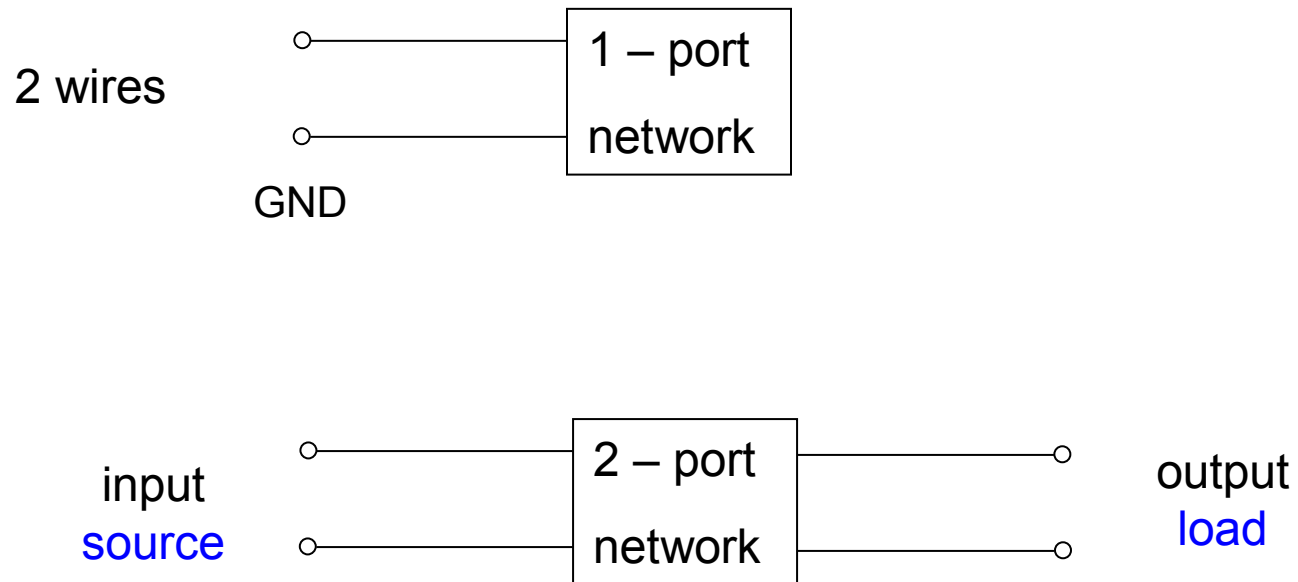 1 – port
2 wires
network
GND
2 – port
input
output
source
network
load